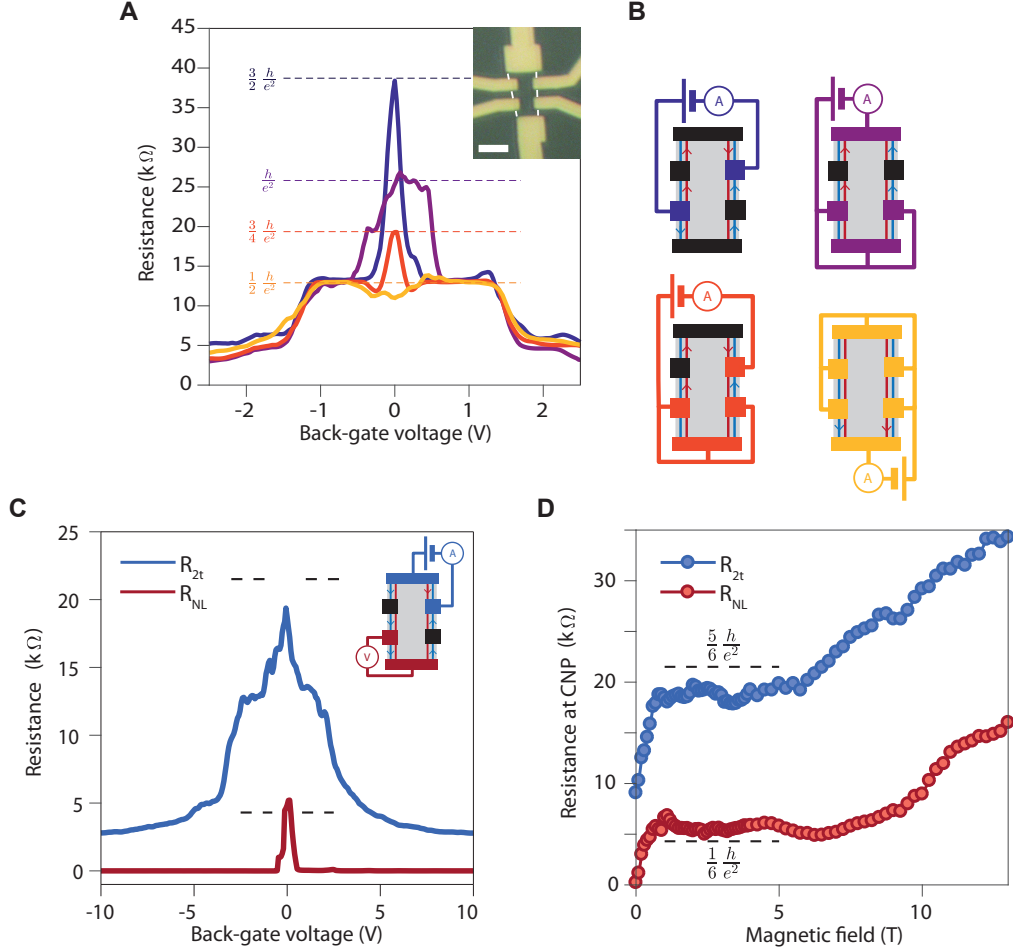 A
B
45
40
35
30
25
20
15
10
5
0
Resistance (kΩ)
3/2 h/e²
h/e²
3/4 h/e²
1/2 h/e²
-2
-1
0
1
2
Back-gate voltage (V)
A
A
A
A
C
D
25
20
15
10
5
0
Resistance (kΩ)
R2t
RNL
A
V
-10
-5
0
5
10
Back-gate voltage (V)
30
20
10
0
Resistance at CNP (kΩ)
R2t
RNL
5/6 h/e²
1/6 h/e²
0
5
10
Magnetic field (T)